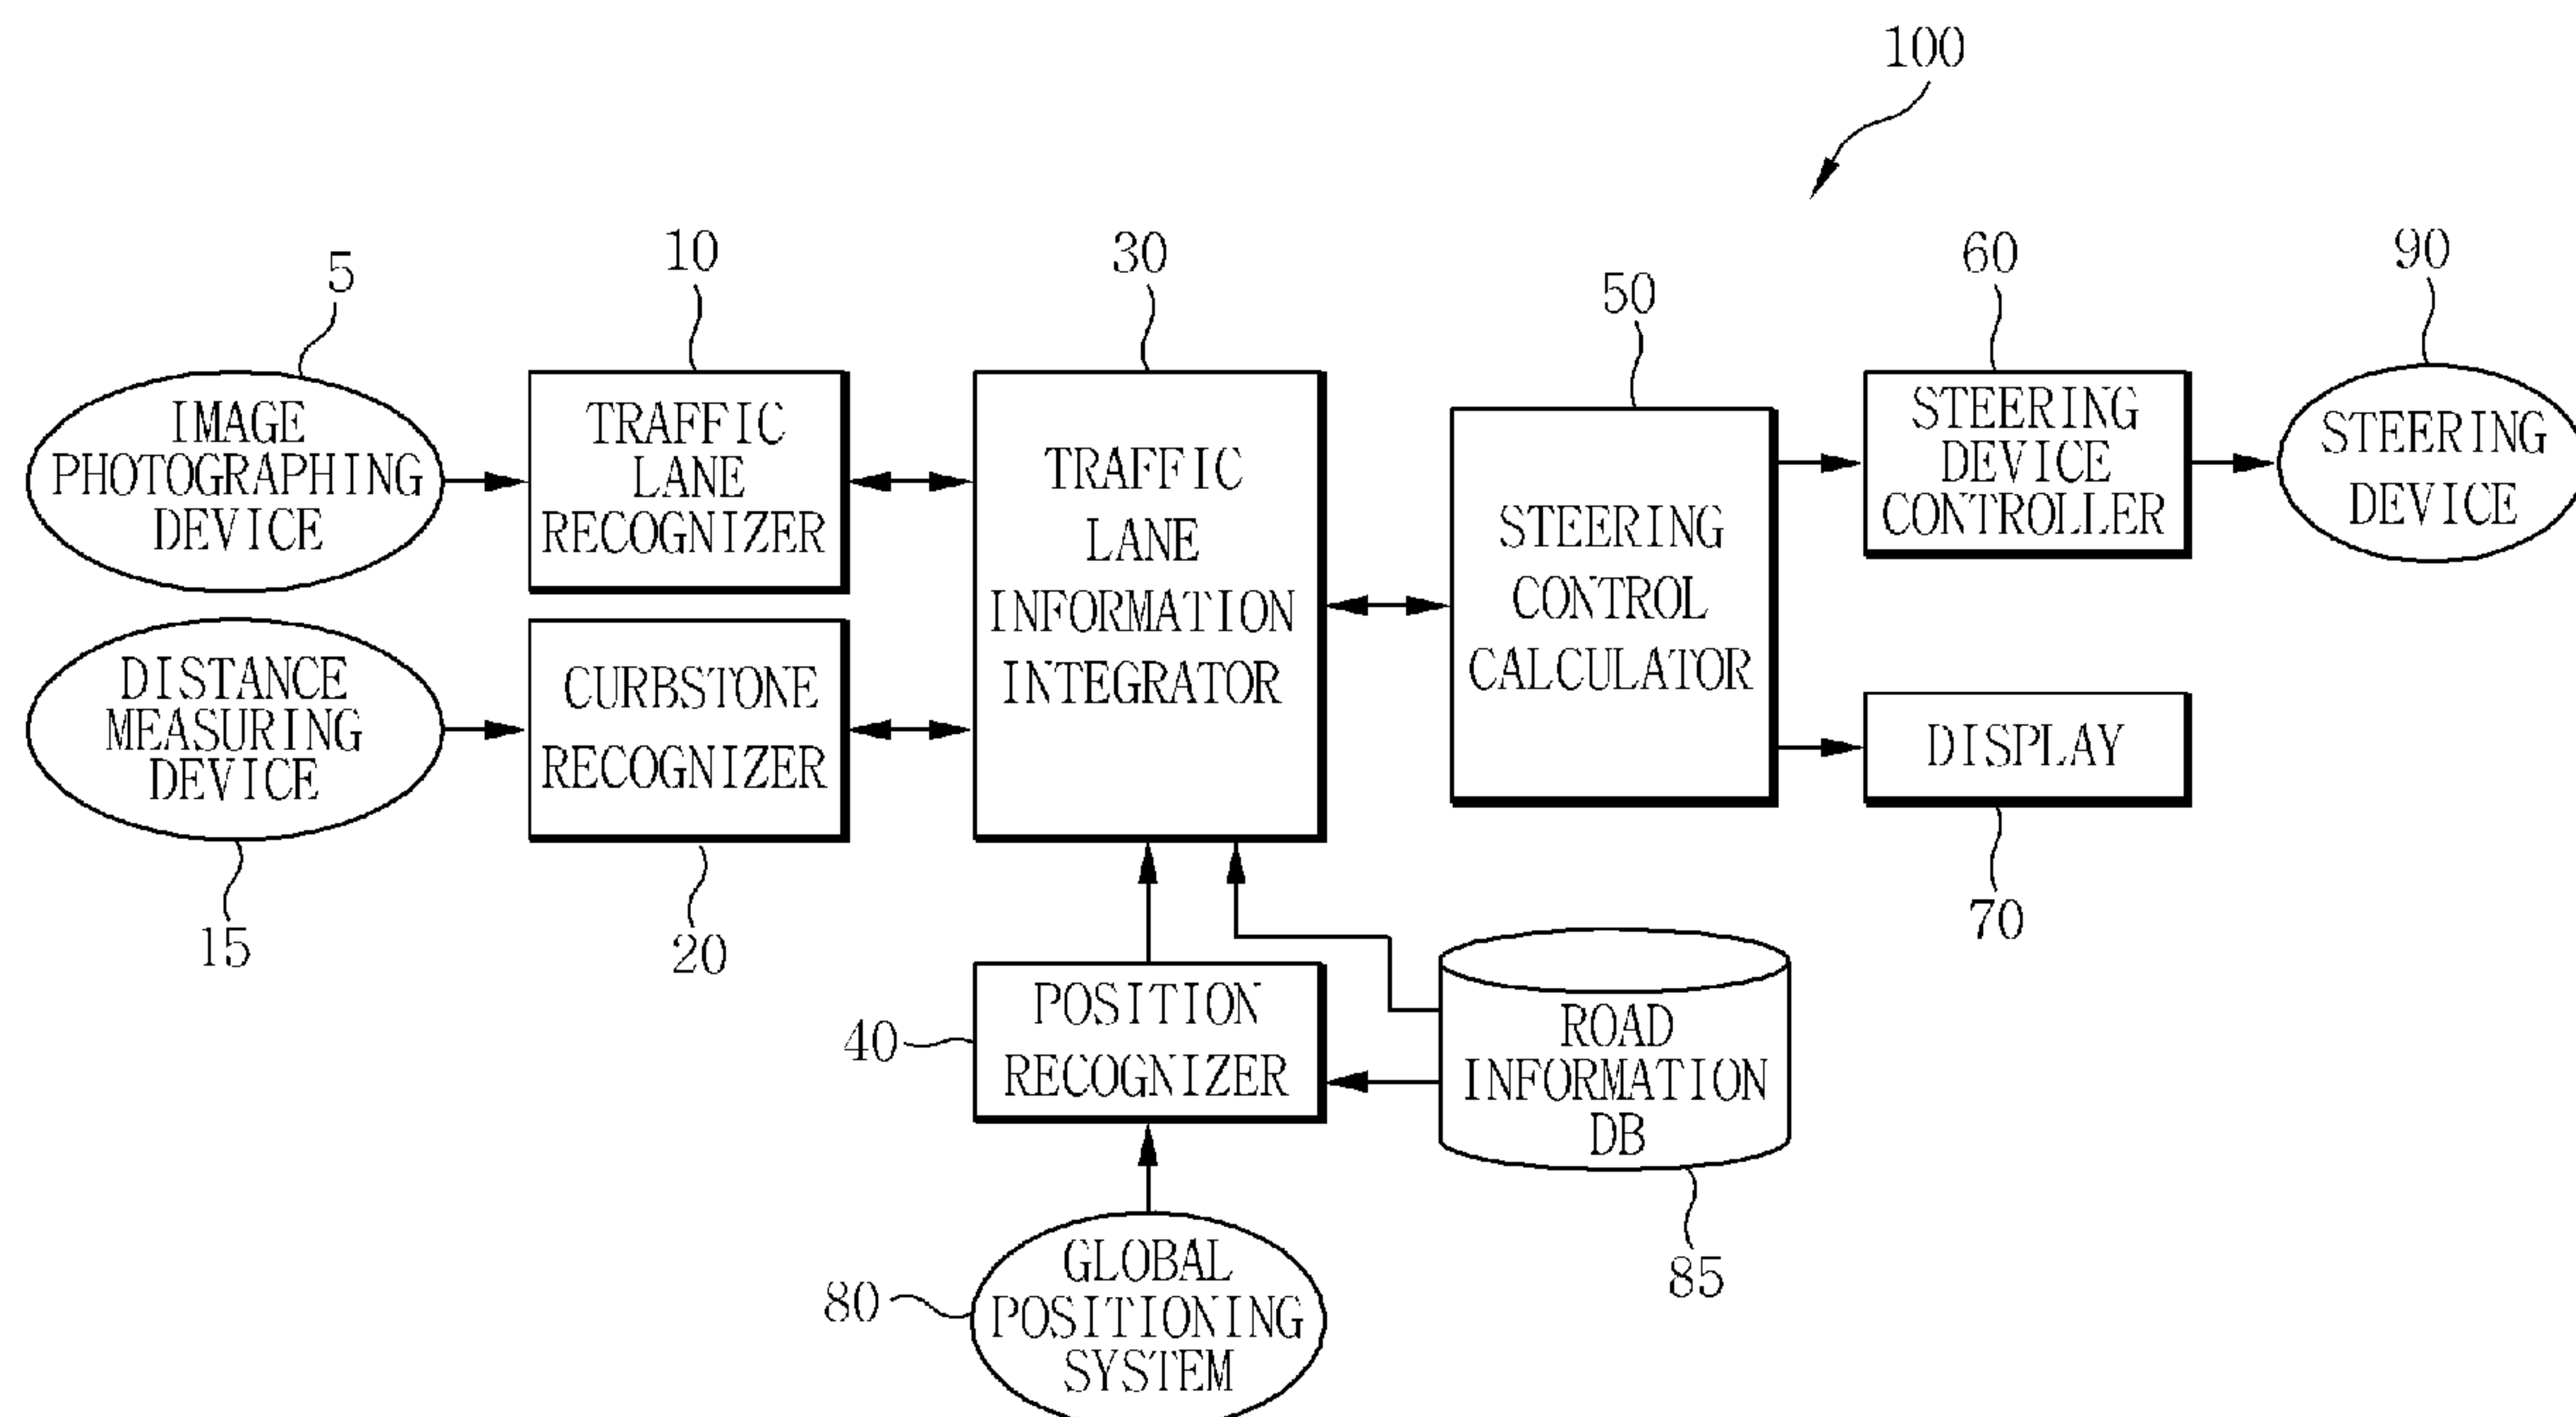 100
5
10
30
50
60
90
IMAGE
PHOTOGRAPHING
DEVICE
TRAFFIC
LANE
RECOGNIZER
TRAFFIC
LANE
INFORMATION
INTEGRATOR
STEERING
CONTROL
CALCULATOR
STEERING
DEVICE
CONTROLLER
STEERING
DEVICE
DISTANCE
MEASURING
DEVICE
CURBSTONE
RECOGNIZER
DISPLAY
15
20
70
40
POSITION
RECOGNIZER
ROAD
INFORMATION
DB
80
GLOBAL
POSITIONING
SYSTEM
85